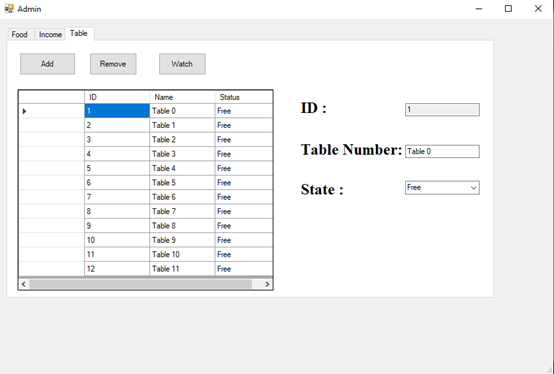 Admin
Food Income Table
Add Remove Watch
ID Name Status
1 Table 0 Free
2 Table 1 Free
3 Table 2 Free
4 Table 3 Free
5 Table 4 Free
6 Table 5 Free
7 Table 6 Free
8 Table 7 Free
9 Table 8 Free
10 Table 9 Free
11 Table 10 Free
12 Table 11 Free
ID : 1
Table Number: Table 0
State : Free